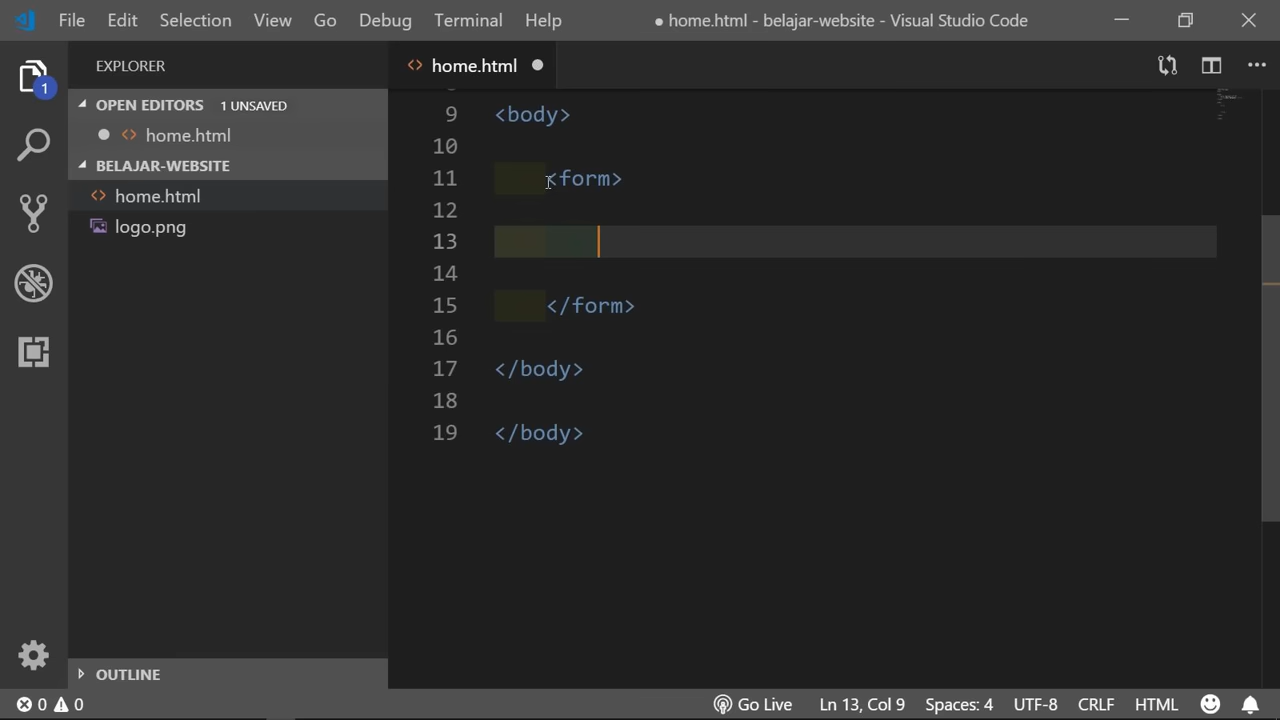 File Edit Selection View Go Debug Terminal Help ● home.html - belajar-website - Visual Studio Code
EXPLORER
home.html
1
OPEN EDITORS 1 UNSAVED
home.html
BELAJAR-WEBSITE
home.html
logo.png
OUTLINE
9 <body>
10
11 <form>
12
13
14
15 </form>
16
17 </body>
18
19 </body>
0 0 Go Live Ln 13, Col 9 Spaces: 4 UTF-8 CRLF HTML